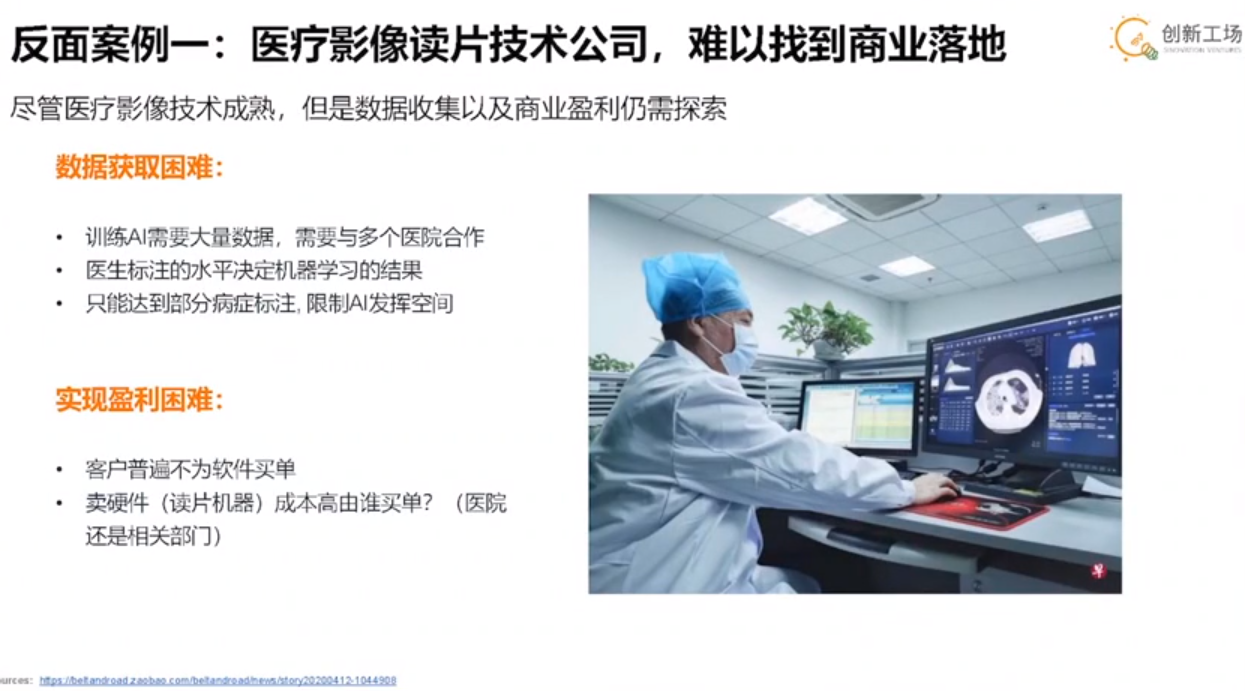 反面案例一：医疗影像读片技术公司，难以找到商业落地
创新工场
SINOVATION VENTURES
尽管医疗影像技术成熟，但是数据收集以及商业盈利仍需探索
数据获取困难：
• 训练AI需要大量数据，需要与多个医院合作
• 医生标注的水平决定机器学习的结果
• 只能达到部分病症标注, 限制AI发挥空间
实现盈利困难：
• 客户普遍不为软件买单
• 卖硬件（读片机器）成本高由谁买单？（医院
还是相关部门）
早
urces: https://beltandroad.zaobao.com/beltandroad/news/story20200412-1044908